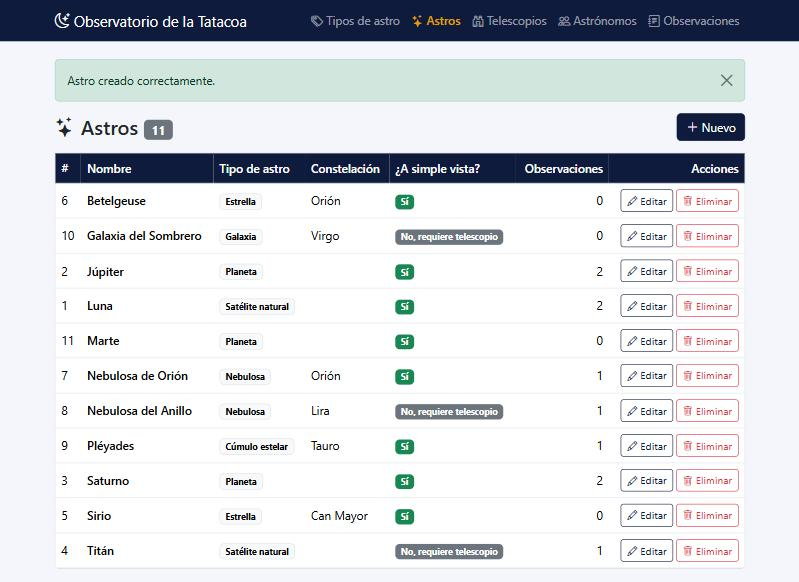 Observatorio de la Tatacoa Tipos de astro Astros Telescopios Astrónomos Observaciones
Astro creado correctamente.
Astros 11 + Nuevo
# Nombre Tipo de astro Constelación ¿A simple vista? Observaciones Acciones
6 Betelgeuse Estrella Orión Sí 0 Editar Eliminar
10 Galaxia del Sombrero Galaxia Virgo No, requiere telescopio 0 Editar Eliminar
2 Júpiter Planeta Sí 2 Editar Eliminar
1 Luna Satélite natural Sí 2 Editar Eliminar
11 Marte Planeta Sí 0 Editar Eliminar
7 Nebulosa de Orión Nebulosa Orión Sí 1 Editar Eliminar
8 Nebulosa del Anillo Nebulosa Lira No, requiere telescopio 1 Editar Eliminar
9 Pléyades Cúmulo estelar Tauro Sí 1 Editar Eliminar
3 Saturno Planeta Sí 2 Editar Eliminar
5 Sirio Estrella Can Mayor Sí 0 Editar Eliminar
4 Titán Satélite natural No, requiere telescopio 1 Editar Eliminar